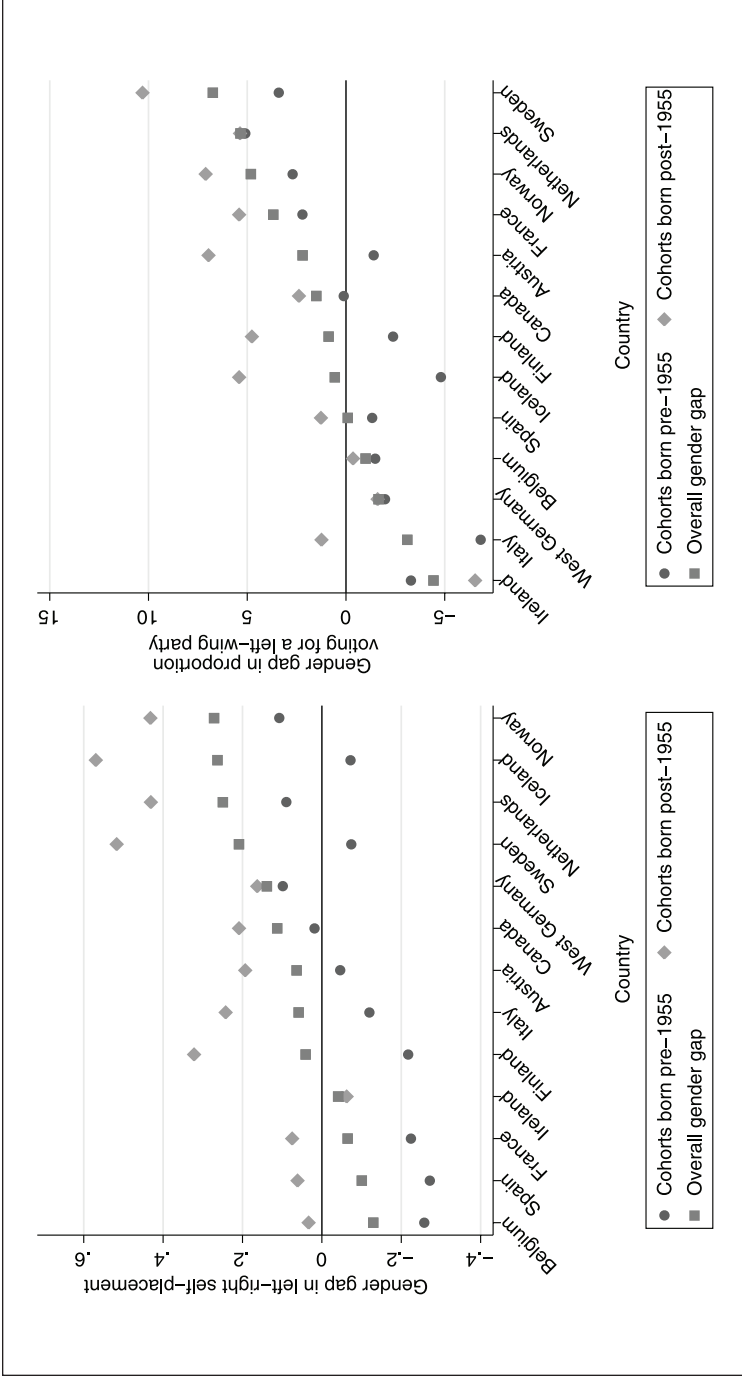 Gender gap in left−right self−placement
.6
.4
.2
0
−.2
−.4
Belgium
Spain
France
Ireland
Finland
Italy
Austria
Canada
West Germany
Sweden
Netherlands
Iceland
Norway
Country
Cohorts born pre−1955
Cohorts born post−1955
Overall gender gap
Gender gap in proportion
voting for a left−wing party
15
10
5
0
−5
Ireland
Italy
West Germany
Belgium
Spain
Iceland
Finland
Canada
Austria
France
Norway
Netherlands
Sweden
Country
Cohorts born pre−1955
Cohorts born post−1955
Overall gender gap